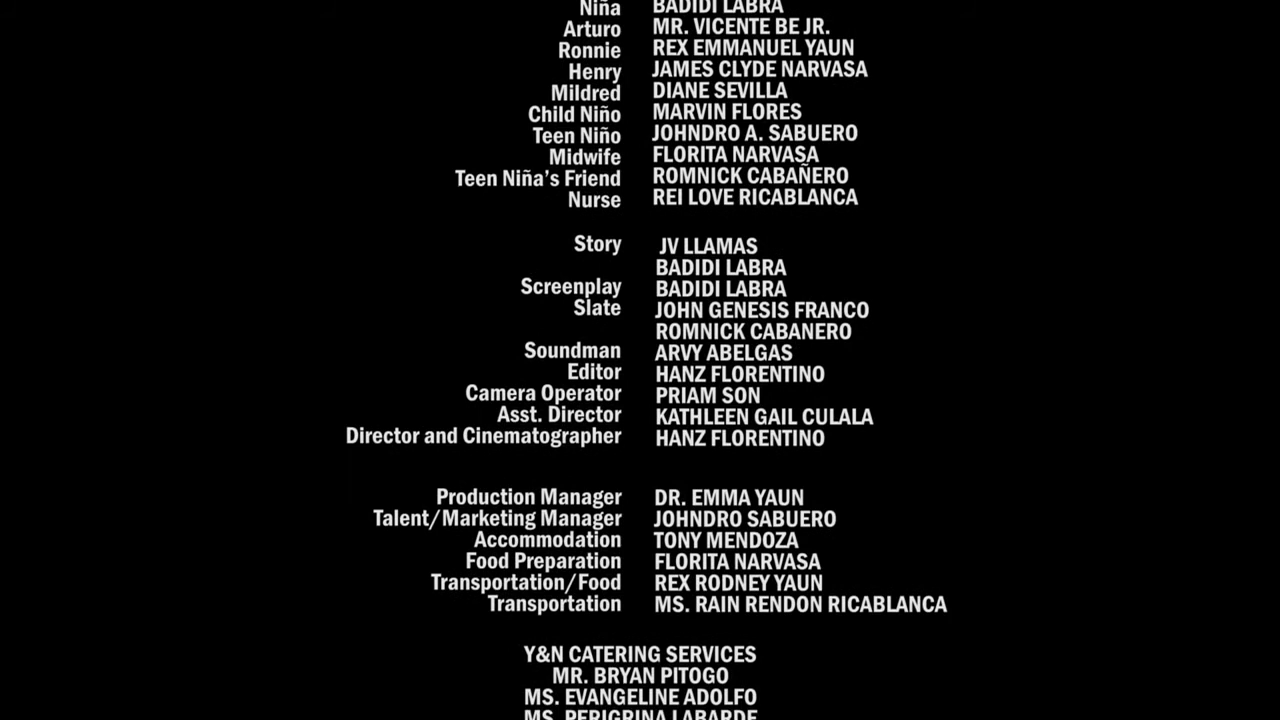 Niña BADIDI LABRA
Arturo MR. VICENTE BE JR.
Ronnie REX EMMANUEL YAUN
Henry JAMES CLYDE NARVASA
Mildred DIANE SEVILLA
Child Niño MARVIN FLORES
Teen Niño JOHNDRO A. SABUERO
Midwife FLORITA NARVASA
Teen Niña's Friend ROMNICK CABAÑERO
Nurse REI LOVE RICABLANCA
Story JV LLAMAS
BADIDI LABRA
Screenplay BADIDI LABRA
Slate JOHN GENESIS FRANCO
ROMNICK CABANERO
Soundman ARVY ABELGAS
Editor HANZ FLORENTINO
Camera Operator PRIAM SON
Asst. Director KATHLEEN GAIL CULALA
Director and Cinematographer HANZ FLORENTINO
Production Manager DR. EMMA YAUN
Talent/Marketing Manager JOHNDRO SABUERO
Accommodation TONY MENDOZA
Food Preparation FLORITA NARVASA
Transportation/Food REX RODNEY YAUN
Transportation MS. RAIN RENDON RICABLANCA
Y&N CATERING SERVICES
MR. BRYAN PITOGO
MS. EVANGELINE ADOLFO
MS. PERIGRINA LABARDE